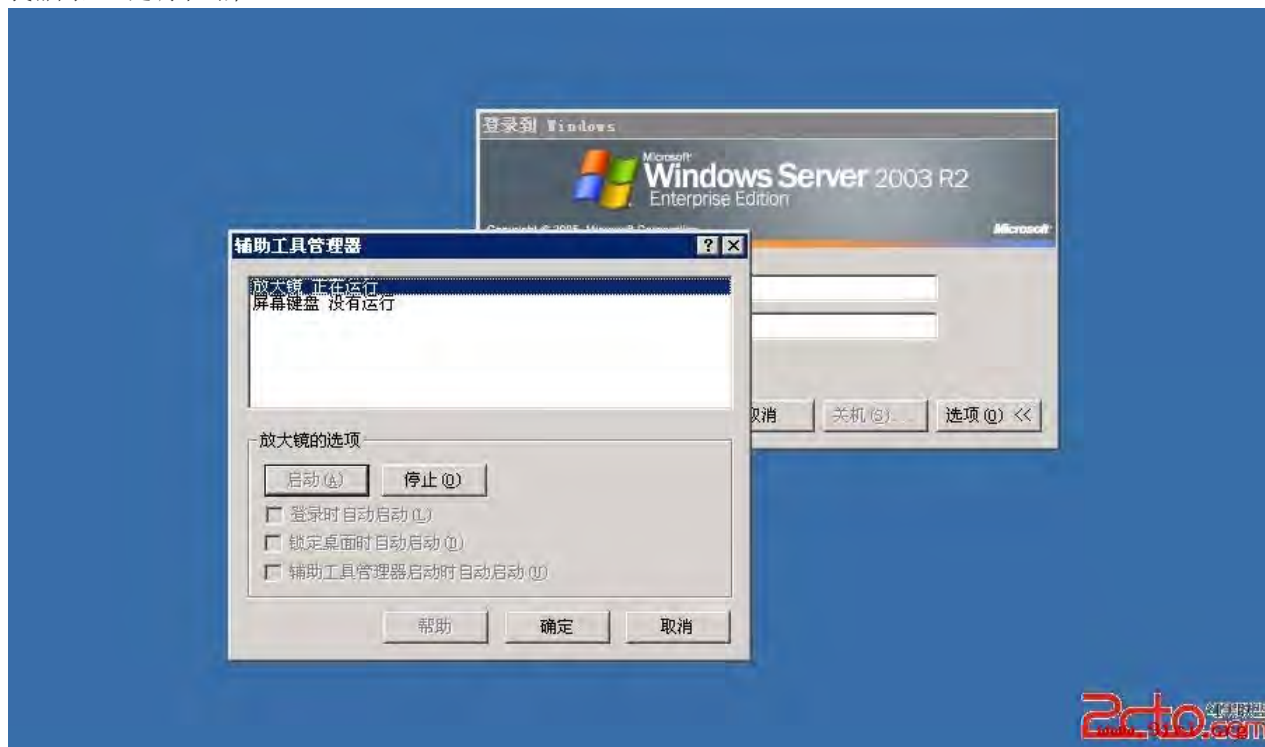 登录到 Windows
Microsoft
Windows Server 2003 R2
Enterprise Edition
Microsoft
辅助工具管理器
放大镜 正在运行
屏幕键盘 没有运行
取消
关机(S)...
选项(O) <<
放大镜的选项
启动(A)
停止(O)
登录时自动启动(L)
锁定桌面时自动启动(D)
辅助工具管理器启动时自动启动(U)
帮助
确定
取消
2cto
.com